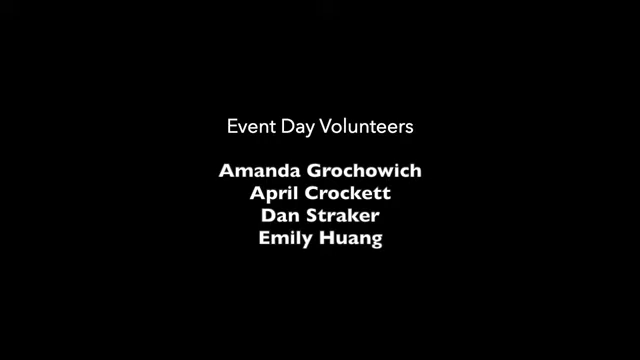 Event Day Volunteers
Amanda Grochowich
April Crockett
Dan Straker
Emily Huang